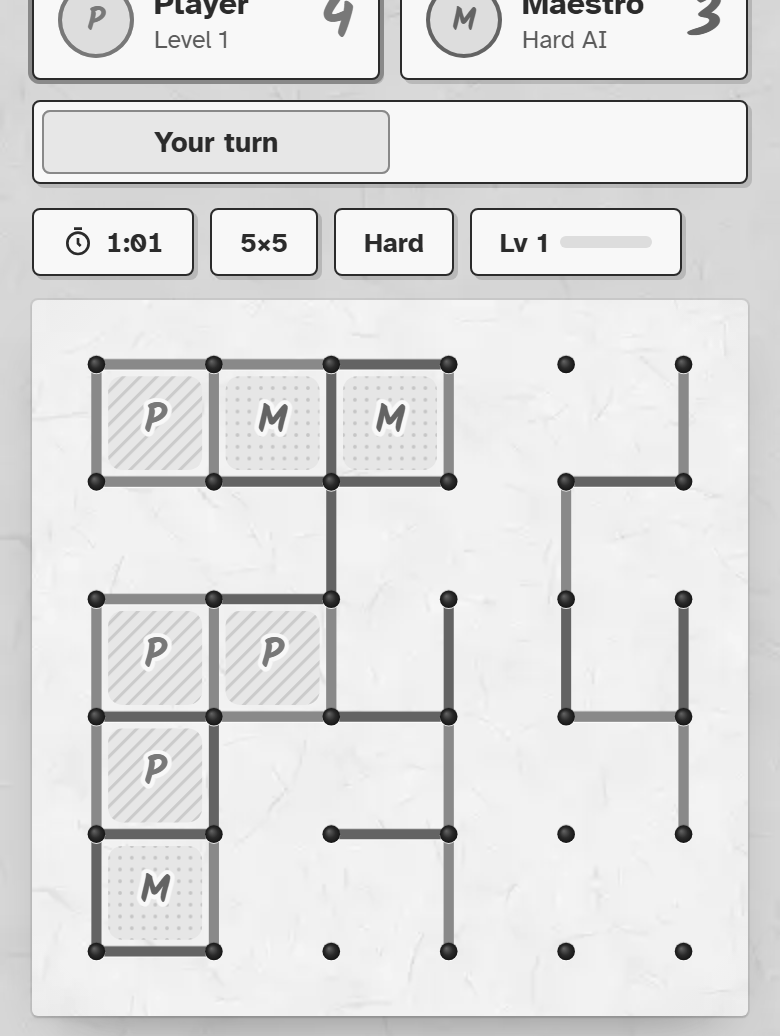 P Player 4
Level 1
M Maestro 3
Hard AI
Your turn
1:01 5×5 Hard Lv 1
P M M
P P
P
M